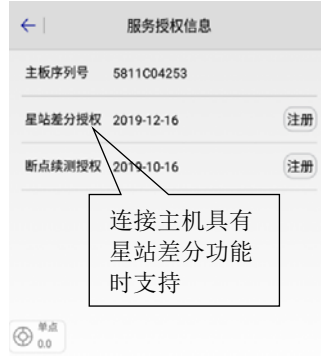 服务授权信息
主板序列号 5811C04253
星站差分授权 2019-12-16 注册
断点续测授权 2019-10-16 注册
连接主机具有
星站差分功能
时支持
单点
0.0